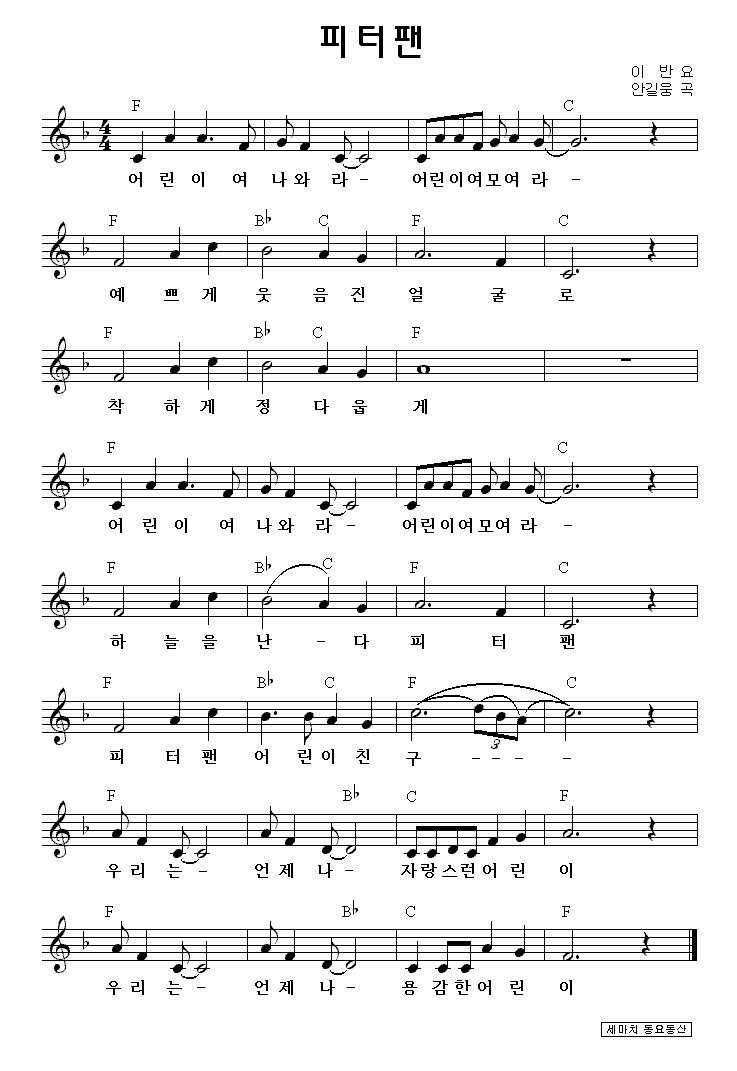 피터팬
이 반 요
안길웅 곡
F C
4
4
어 린 이 여 나 와 라 - 어린이여모여 라 -
F B♭ C F C
예 쁘 게 웃 음 진 얼 굴 로
F B♭ C F
착 하 게 정 다 웁 게
F C
어 린 이 여 나 와 라 - 어린이여모여 라 -
F B♭ C F C
하 늘 을 난 - 다 피 터 팬
F B♭ C F C
3
피 터 팬 어 린 이 친 구 - - - -
F B♭ C F
우 리 는 - 언 제 나 - 자랑스런어 린 이
F B♭ C F
우 리 는 - 언 제 나 - 용 감한어 린 이
세마치 동요동산